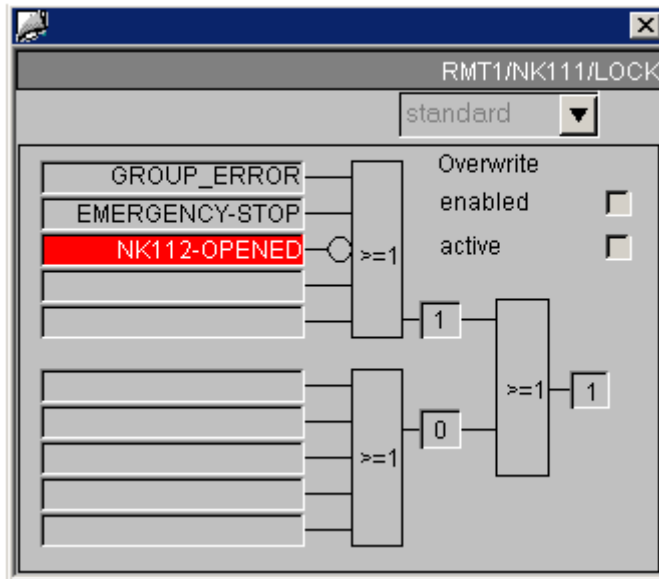 RMT1/NK111/LOCK
standard
GROUP_ERROR
EMERGENCY-STOP
NK112-OPENED
>=1
Overwrite
enabled
active
1
>=1
1
>=1
0